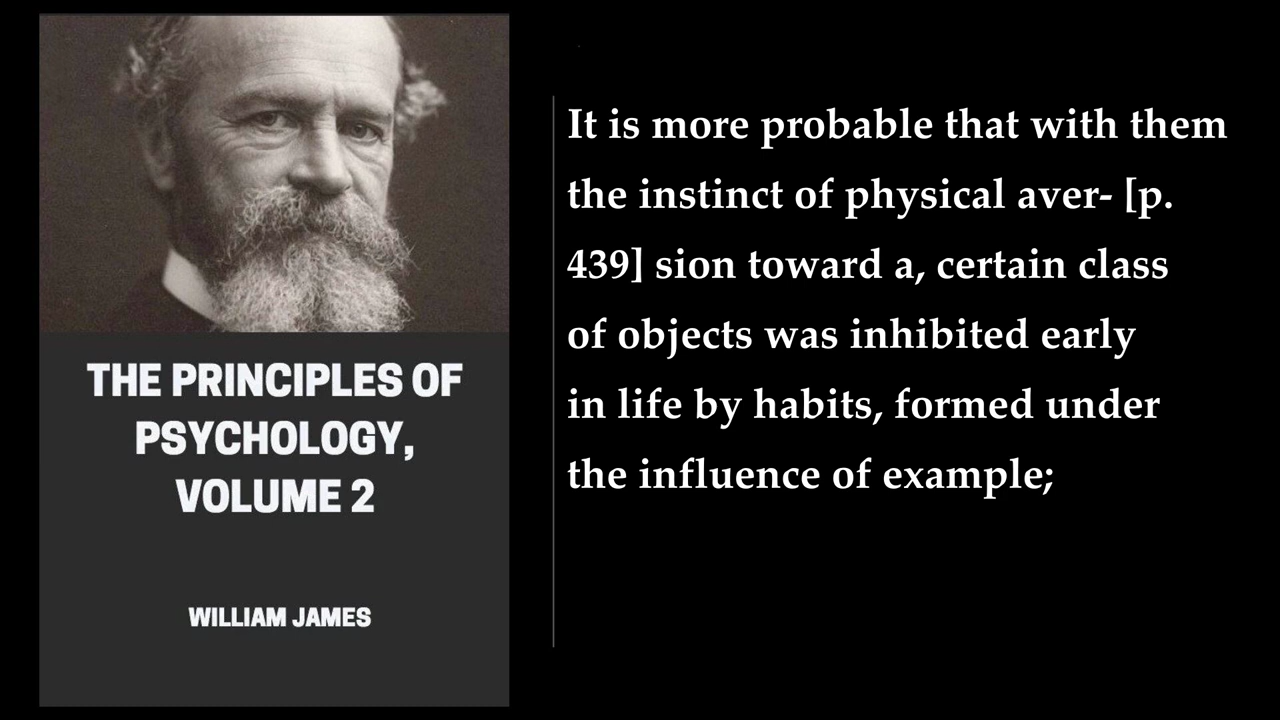 THE PRINCIPLES OF
PSYCHOLOGY,
VOLUME 2
WILLIAM JAMES
It is more probable that with them
the instinct of physical aver- [p.
439] sion toward a, certain class
of objects was inhibited early
in life by habits, formed under
the influence of example;